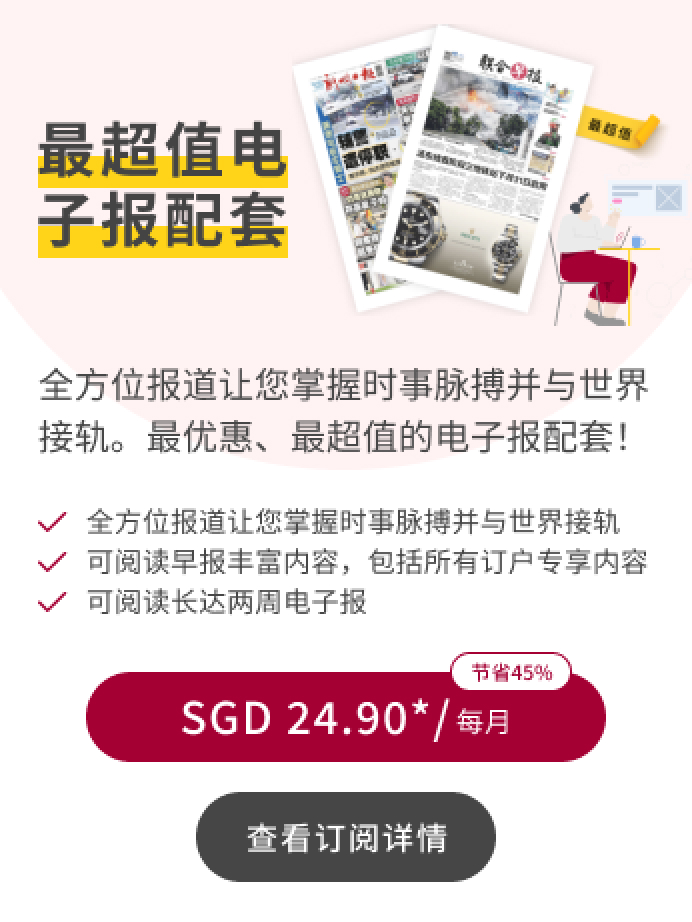 联合早报
最超值
最超值电
子报配套
全方位报道让您掌握时事脉搏并与世界
接轨。最优惠、最超值的电子报配套！
全方位报道让您掌握时事脉搏并与世界接轨
可阅读早报丰富内容，包括所有订户专享内容
可阅读长达两周电子报
节省45%
SGD 24.90*/每月
查看订阅详情